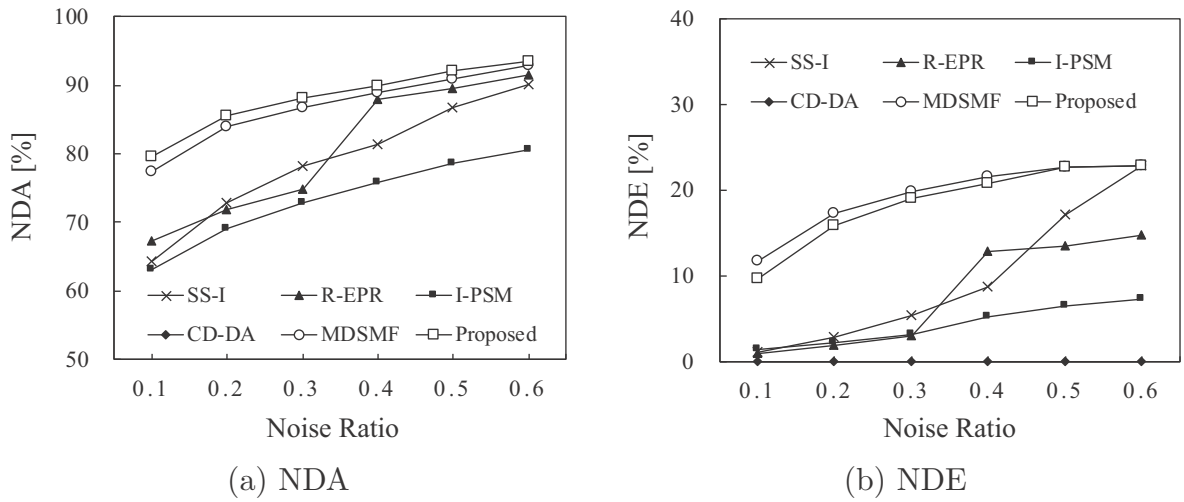 100
90
80
70
60
50
NDA [%]
SS-I R-EPR I-PSM
CD-DA MDSMF Proposed
0.1 0.2 0.3 0.4 0.5 0.6
Noise Ratio
(a) NDA
40
30
20
10
0
NDE [%]
SS-I R-EPR I-PSM
CD-DA MDSMF Proposed
0.1 0.2 0.3 0.4 0.5 0.6
Noise Ratio
(b) NDE